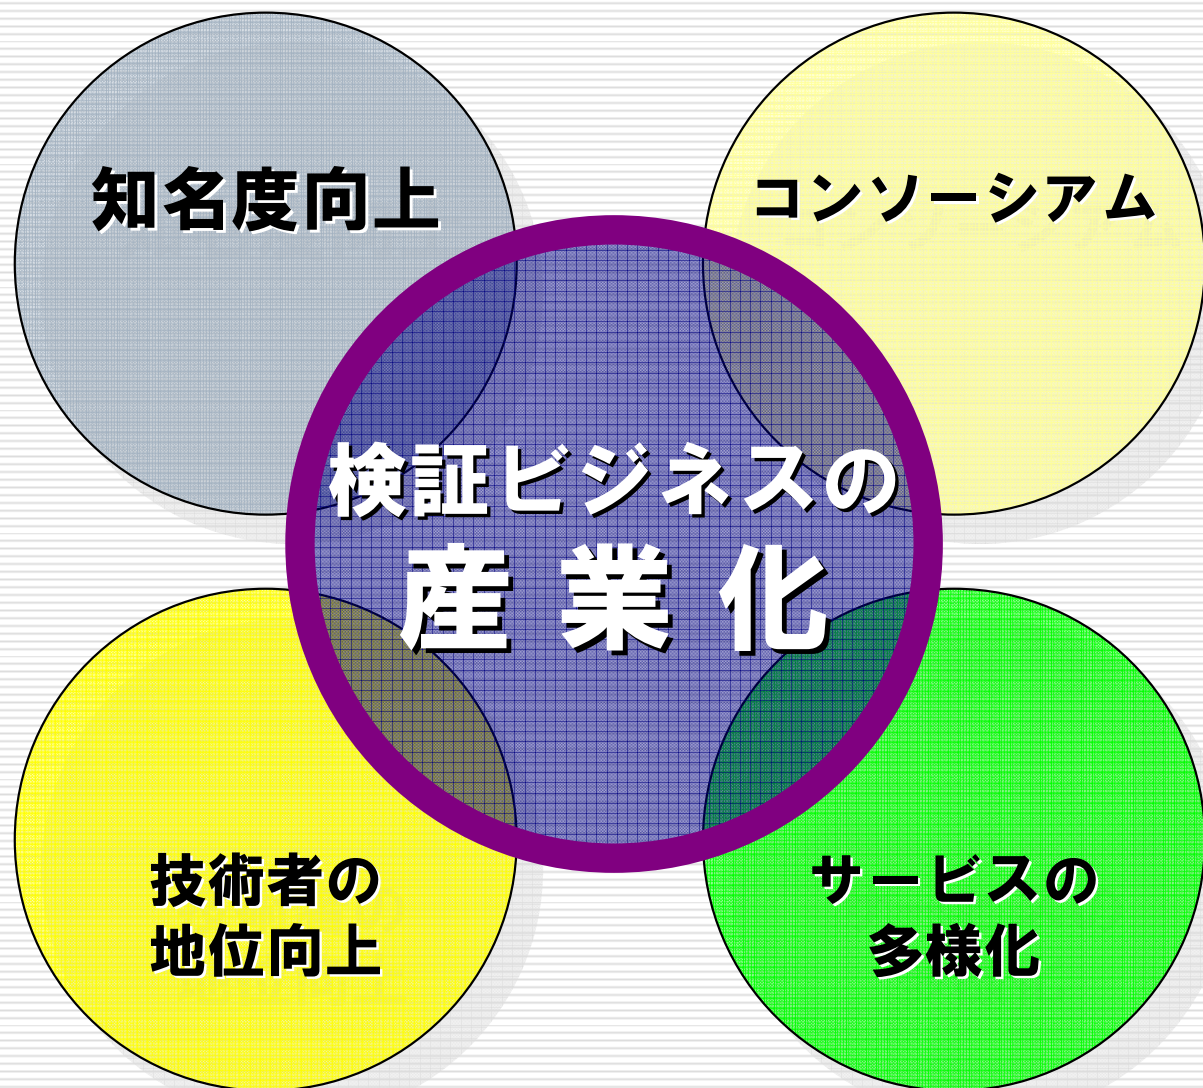 知名度向上
コンソーシアム
検証ビジネスの
産業化
技術者の
地位向上
サービスの
多様化